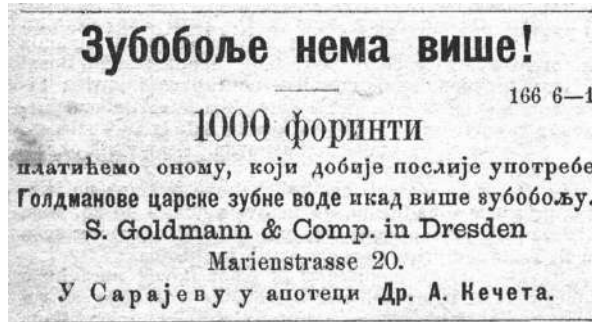 Зубобоље нема више!
166 6—1
1000 форинти
платићемо ономе, који добије послије употребе
Голдманове царске зубне воде икад више зубобољу.
S. Goldmann & Comp. in Dresden
Marienstrasse 20.
У Сарајеву у апотеци Др. А. Кечета.